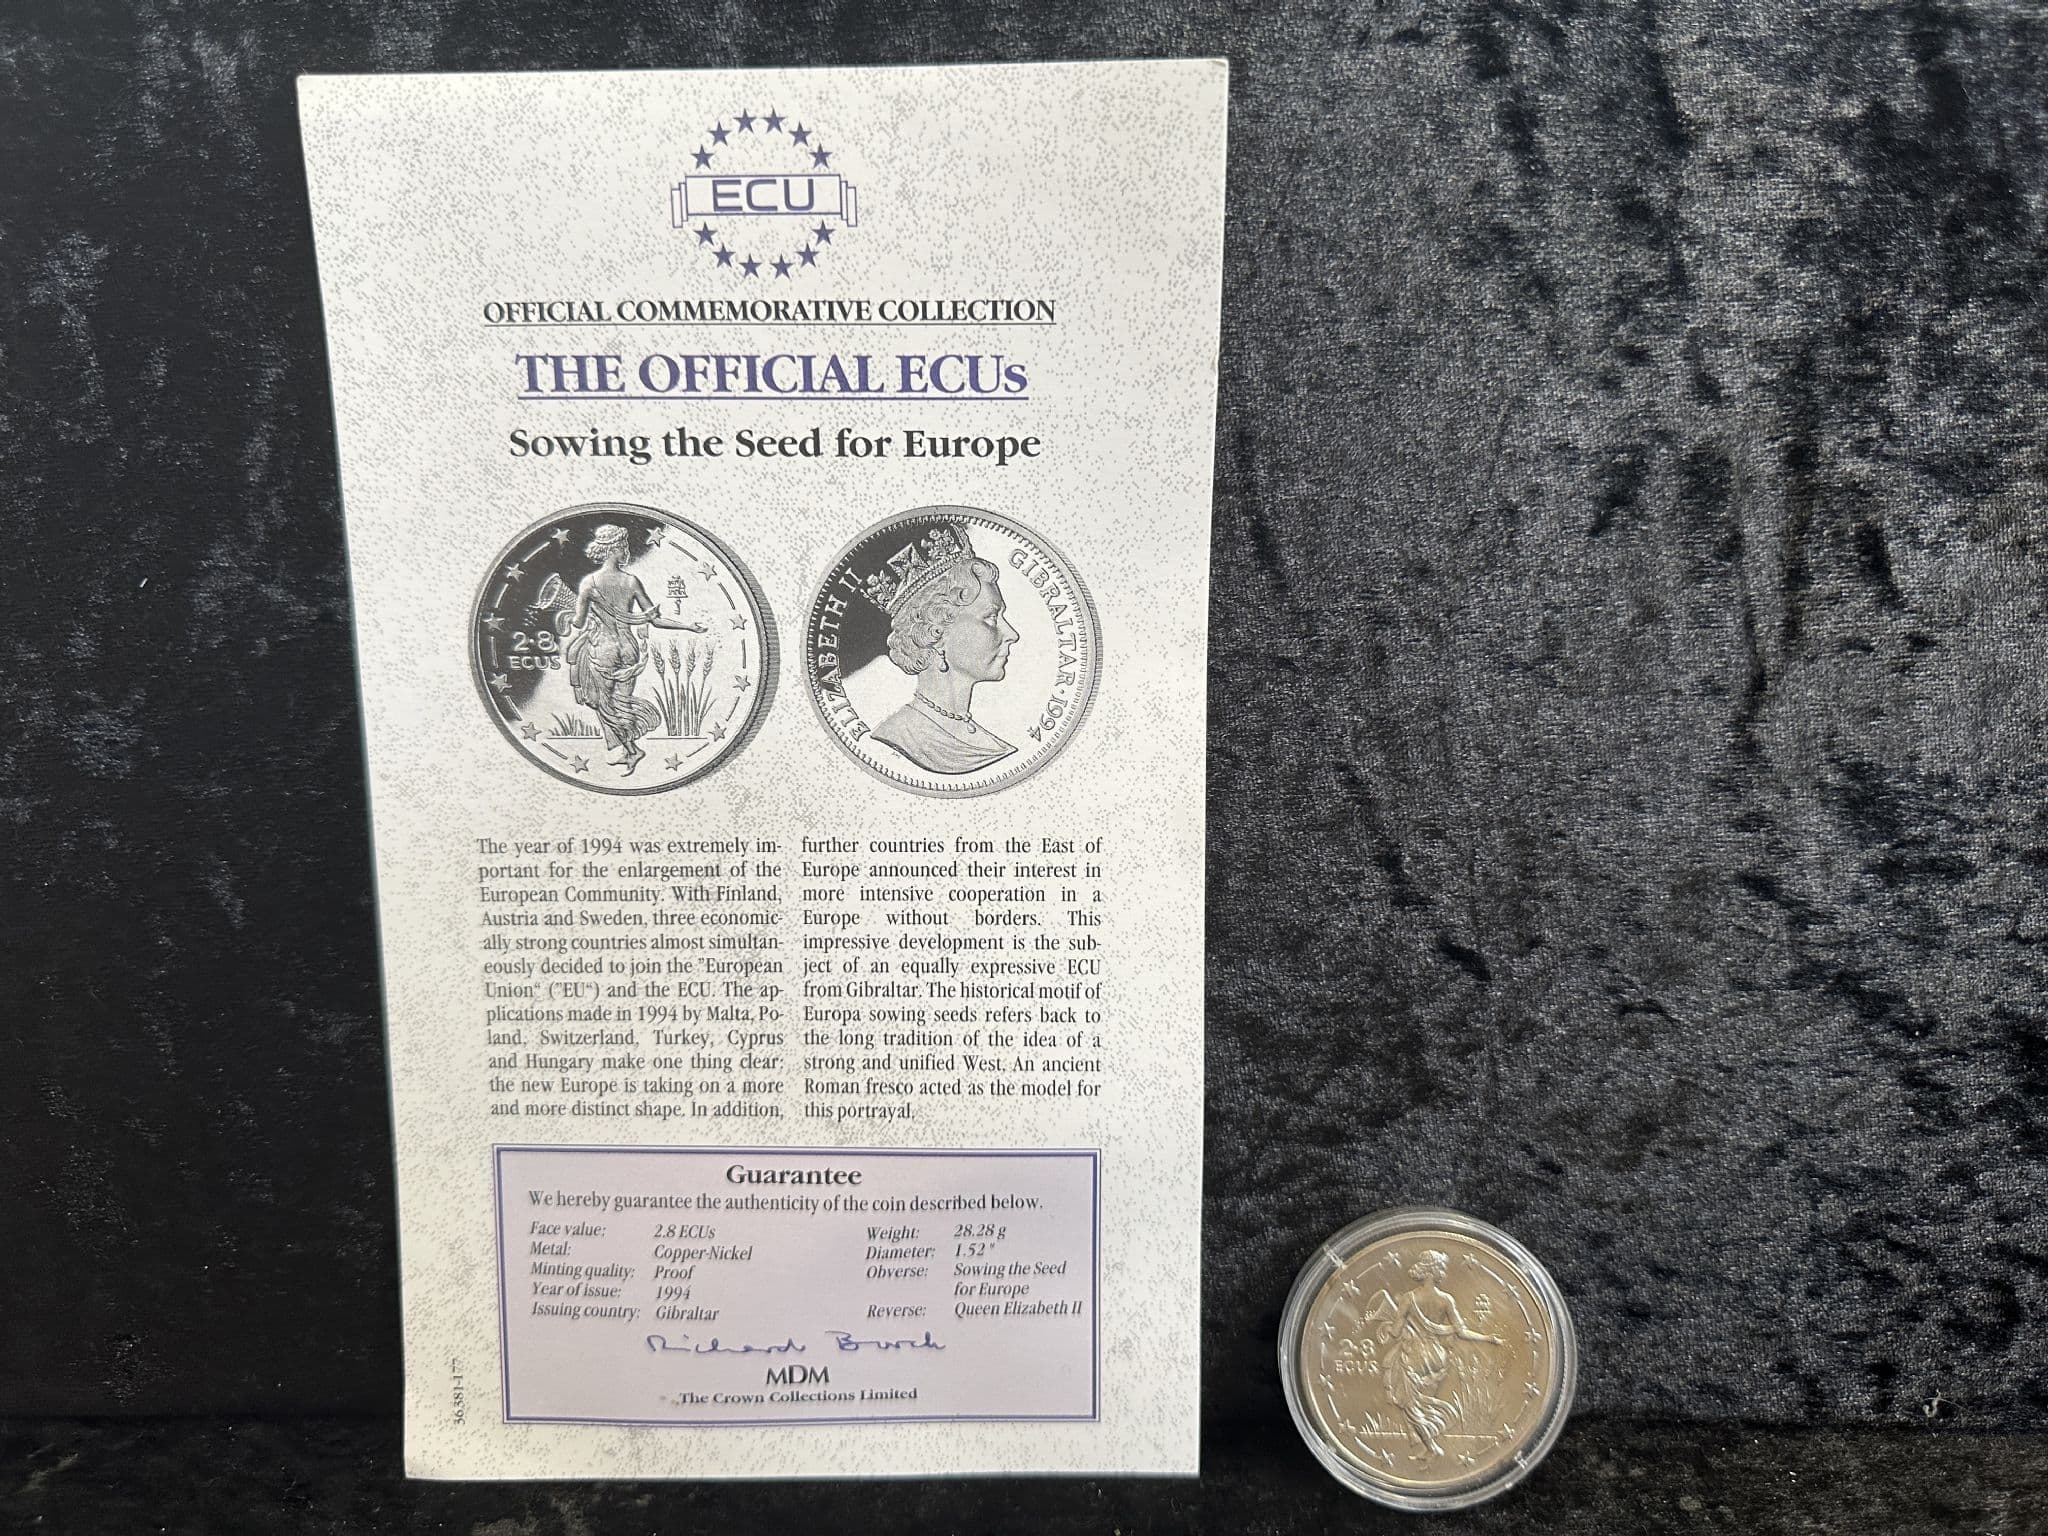 ECU
OFFICIAL COMMEMORATIVE COLLECTION
THE OFFICIAL ECUs
Sowing the Seed for Europe
2·8
ECUS
ELIZABETH II
GIBRALTAR · 1994
The year of 1994 was extremely im-
portant for the enlargement of the
European Community. With Finland,
Austria and Sweden, three economic-
ally strong countries almost simultan-
eously decided to join the "European
Union“ ("EU“) and the ECU. The ap-
plications made in 1994 by Malta, Po-
land, Switzerland, Turkey, Cyprus
and Hungary make one thing clear:
the new Europe is taking on a more
and more distinct shape. In addition,
further countries from the East of
Europe announced their interest in
more intensive cooperation in a
Europe without borders. This
impressive development is the sub-
ject of an equally expressive ECU
from Gibraltar. The historical motif of
Europa sowing seeds refers back to
the long tradition of the idea of a
strong and unified West. An ancient
Roman fresco acted as the model for
this portrayal.
Guarantee
We hereby guarantee the authenticity of the coin described below.
Face value: 2.8 ECUs
Metal: Copper-Nickel
Minting quality: Proof
Year of issue: 1994
Issuing country: Gibraltar
Weight: 28.28 g
Diameter: 1.52 "
Obverse: Sowing the Seed
for Europe
Reverse: Queen Elizabeth II
Richard Burch
MDM
The Crown Collections Limited
36381-177
2·8
ECUS